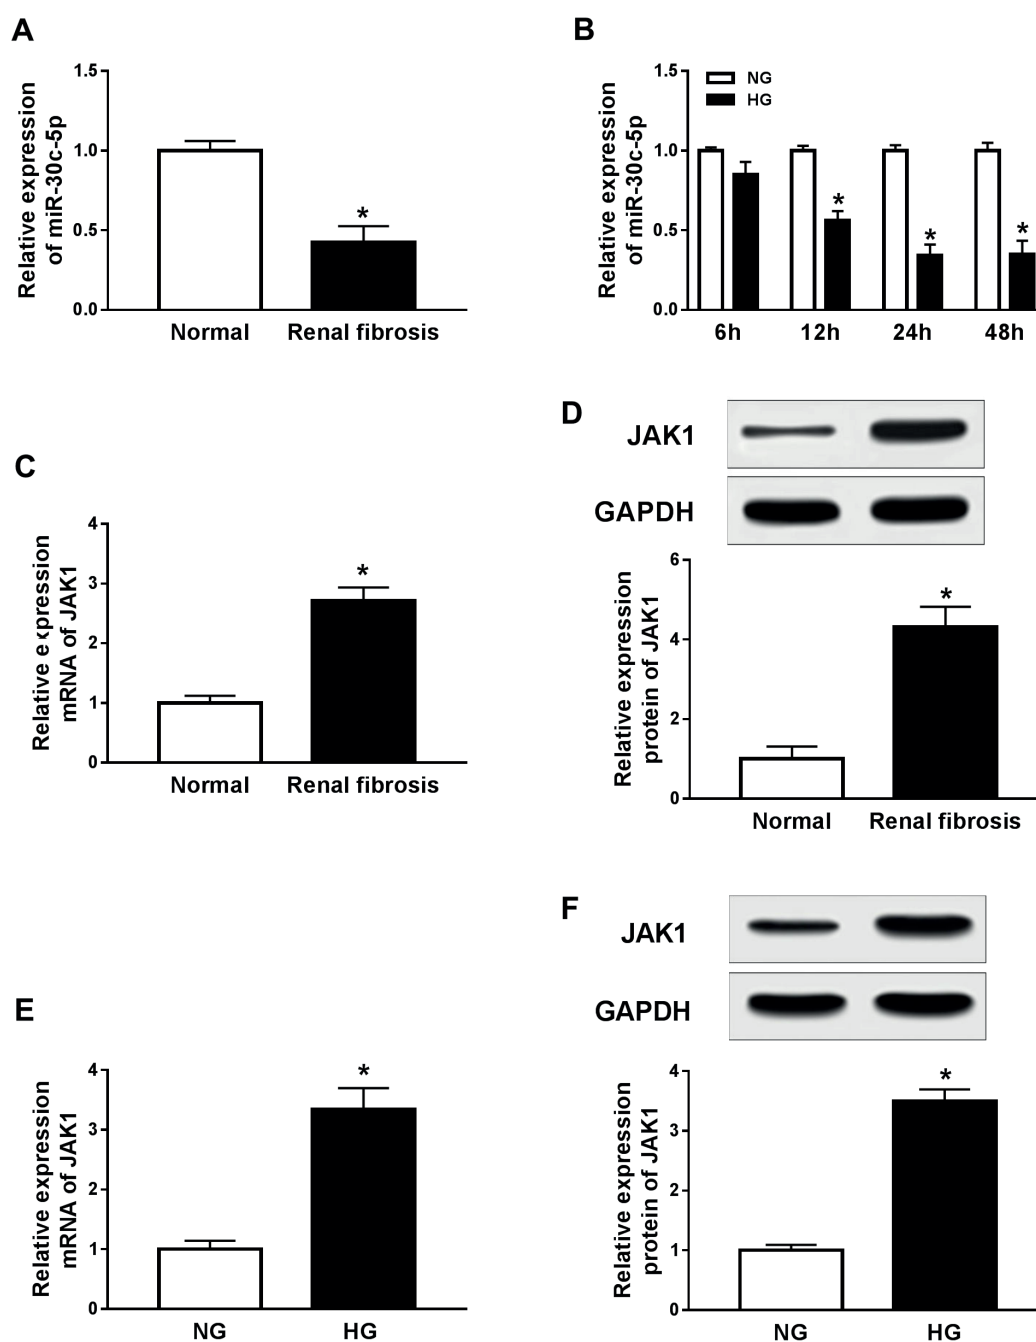 A
Relative expression
of miR-30c-5p
1.5
1.0
0.5
0.0
*
Normal Renal fibrosis
B
Relative expression
of miR-30c-5p
1.5
1.0
0.5
0.0
NG
HG
* * *
6h 12h 24h 48h
C
Relative expression
mRNA of JAK1
4
3
2
1
0
*
Normal Renal fibrosis
D
JAK1
GAPDH
Relative expression
protein of JAK1
6
4
2
0
*
Normal Renal fibrosis
E
Relative expression
mRNA of JAK1
4
3
2
1
0
*
NG HG
F
JAK1
GAPDH
Relative expression
protein of JAK1
4
3
2
1
0
*
NG HG